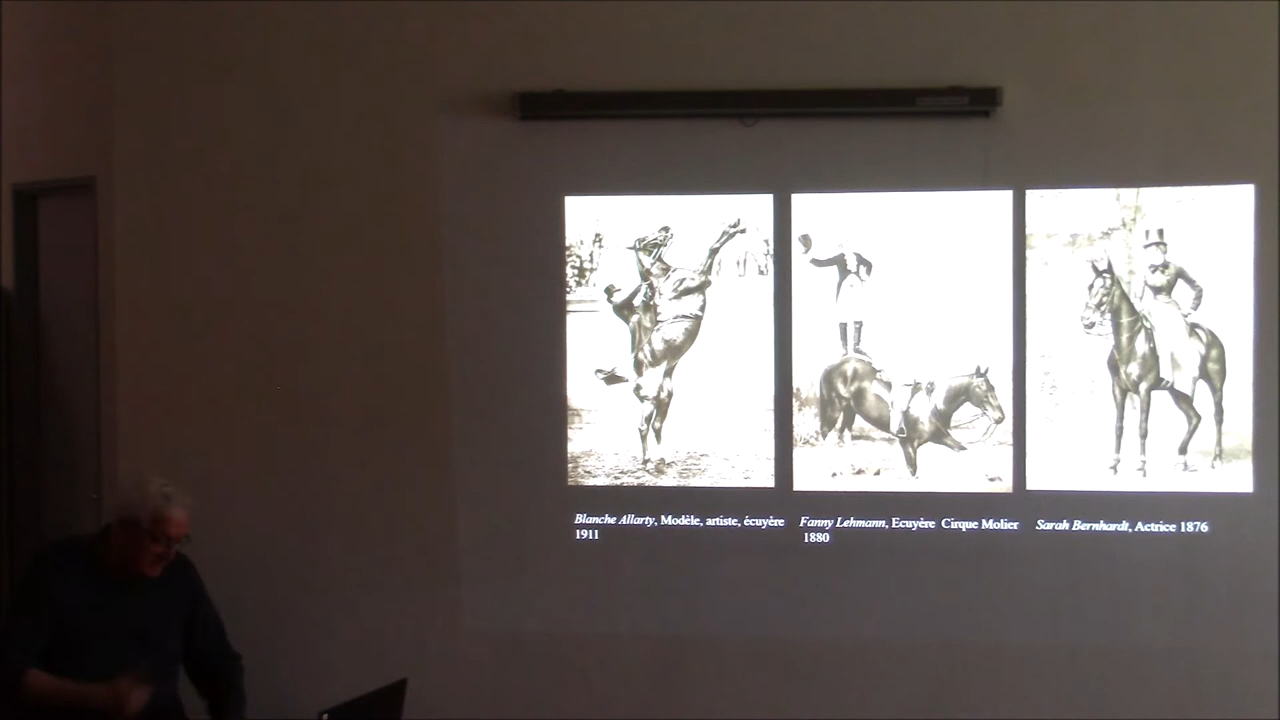 Blanche Allarty, Modèle, artiste, écuyère
1911
Fanny Lehmann, Ecuyère Cirque Molier
1880
Sarah Bernhardt, Actrice 1876